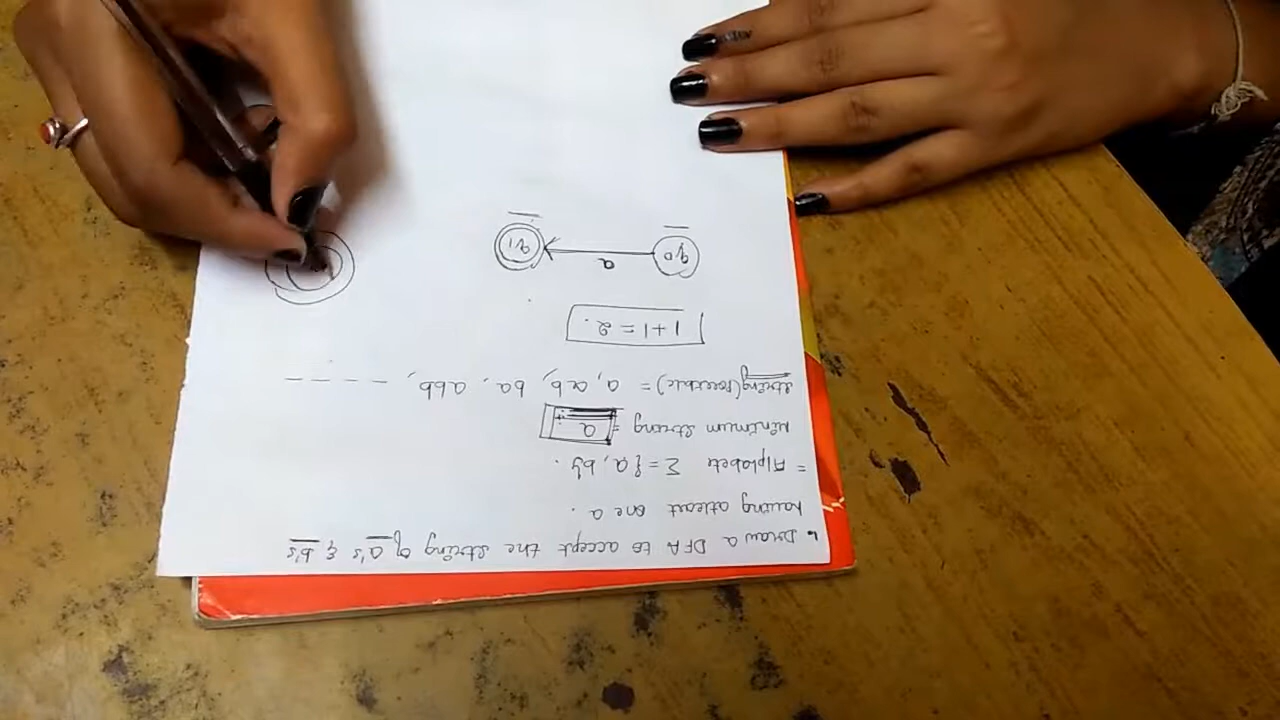 • Draw a DFA to accept the string of a's & b's
having atleast one a.
= Alphabets Σ = {a, b}.
Minimum string = a
string (Possible) = a, ab, ba, abb, - - - -
1+1 = 2.
q0 a q1